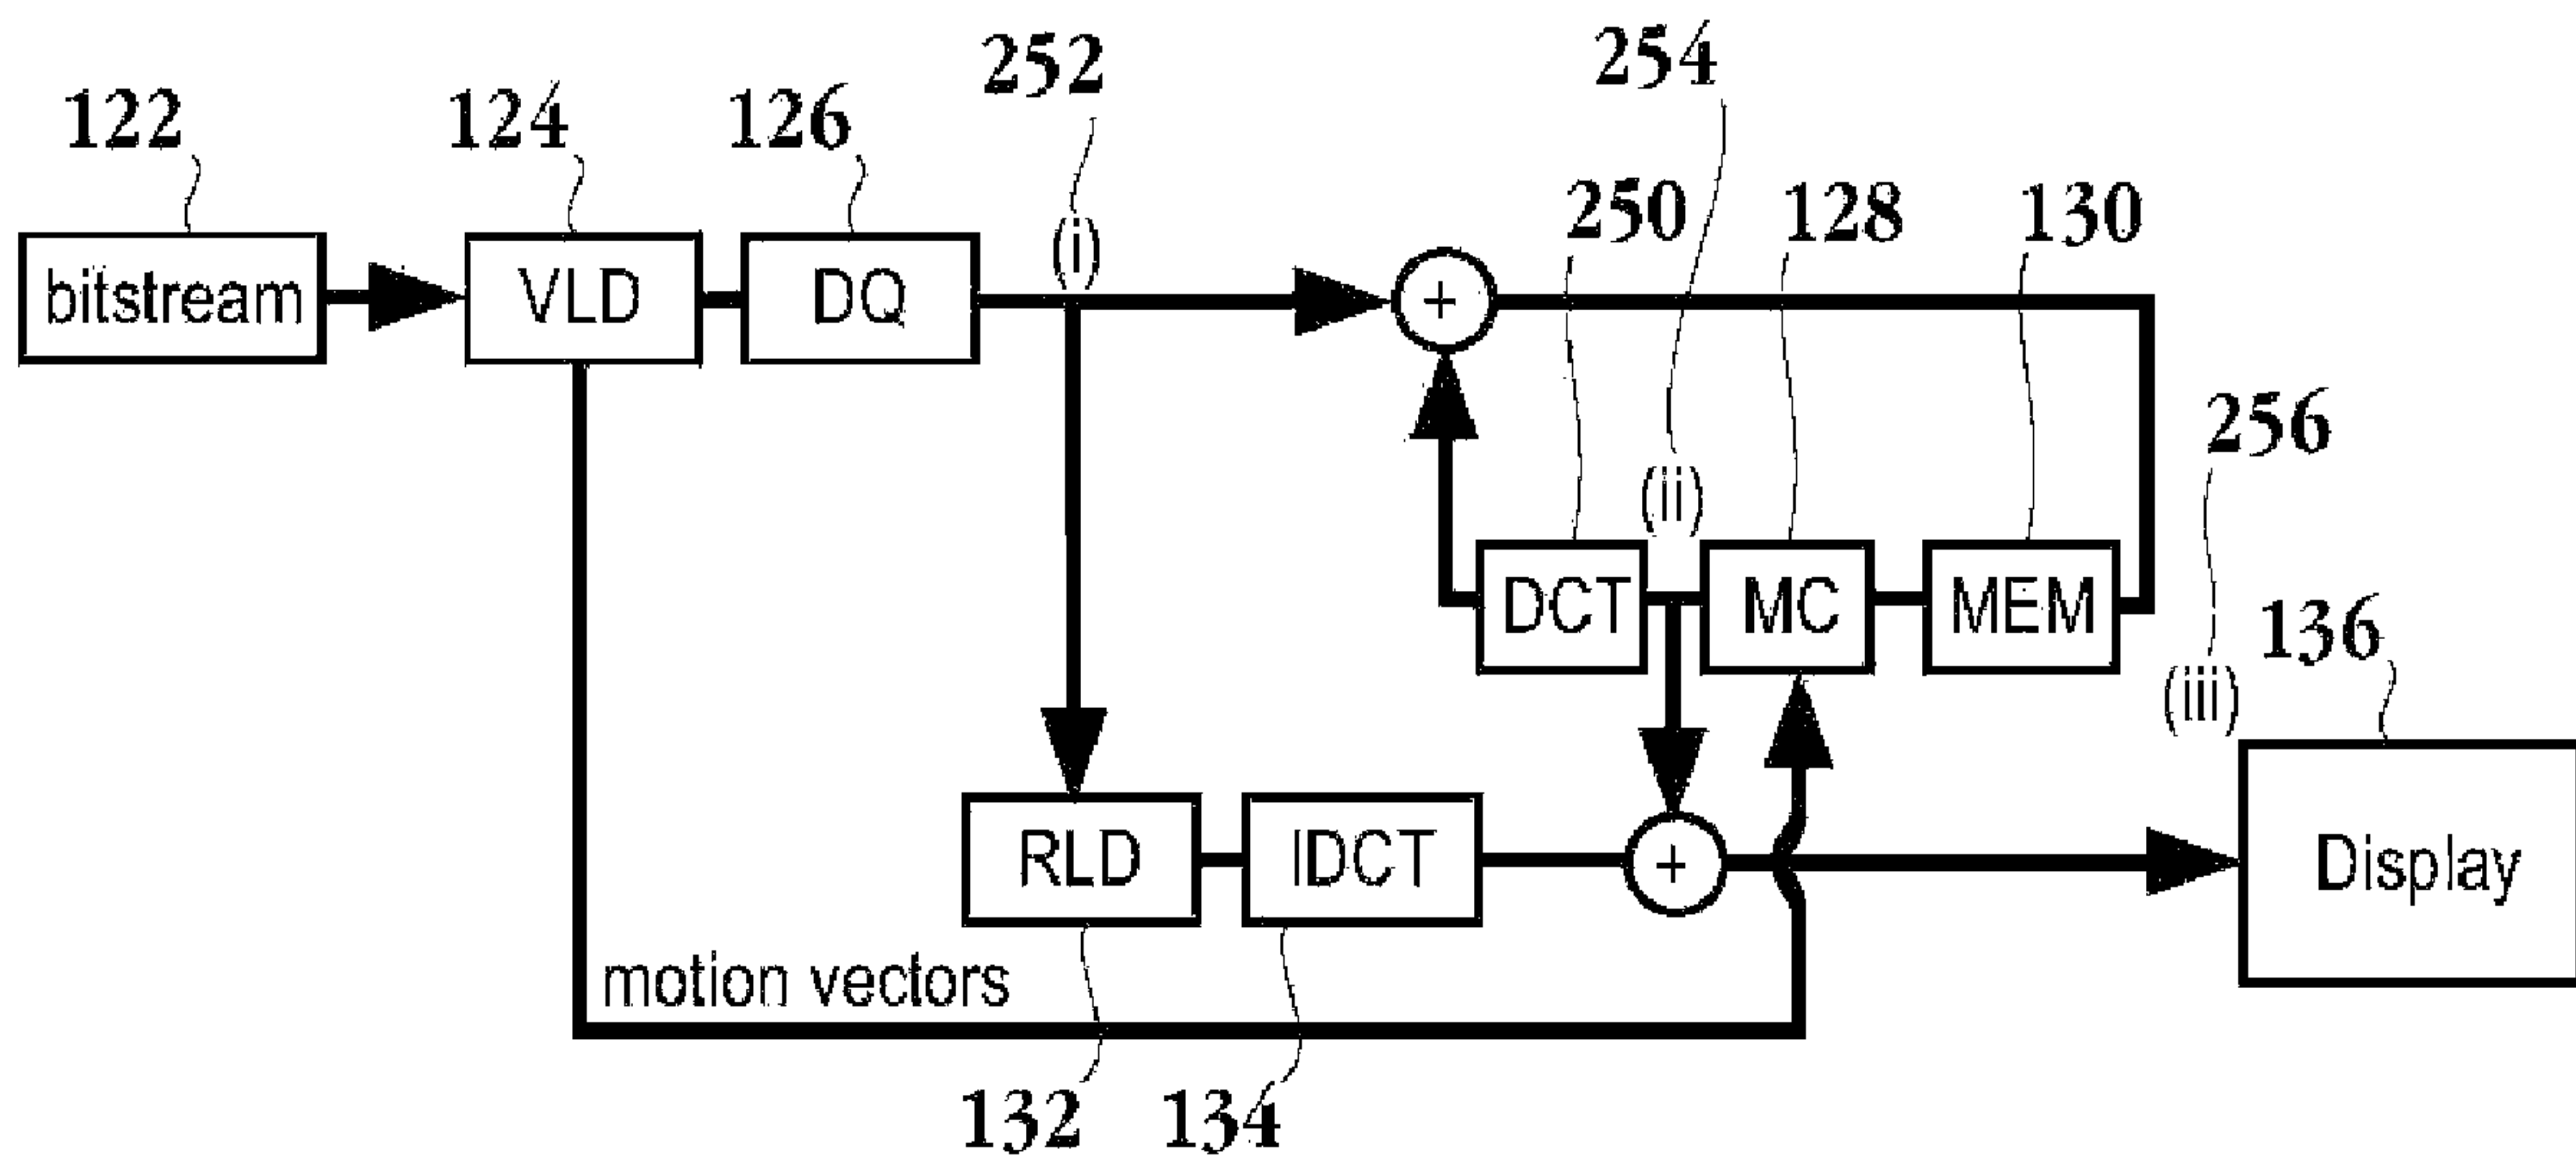 252
254
122
124
126
250
128
130
(i)
bitstream
VLD
DQ
+
256
(ii)
136
DCT
MC
MEM
(iii)
RLD
IDCT
+
Display
motion vectors
132
134